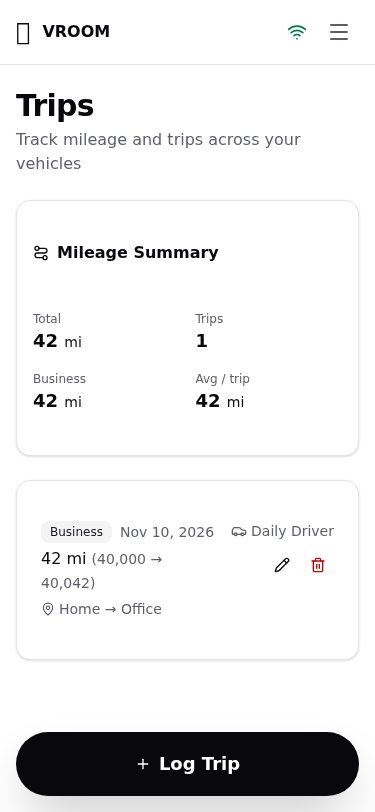 VROOM
Trips
Track mileage and trips across your
vehicles
Mileage Summary
Total
42 mi
Trips
1
Business
42 mi
Avg / trip
42 mi
Business Nov 10, 2026 Daily Driver
42 mi (40,000 →
40,042)
Home → Office
+ Log Trip